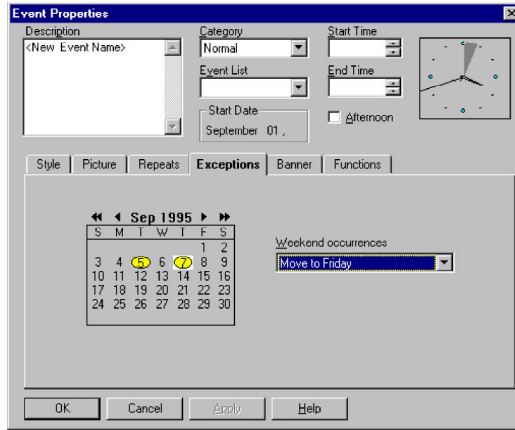 Event Properties
Description
<New Event Name>
Category
Normal
Event List
Start Date
September 01 ,
Start Time
End Time
Afternoon
Style Picture Repeats Exceptions Banner Functions
Sep 1995
S M T W T F S
1 2
3 4 5 6 7 8 9
10 11 12 13 14 15 16
17 18 19 20 21 22 23
24 25 26 27 28 29 30
Weekend occurrences
Move to Friday
OK Cancel Apply Help